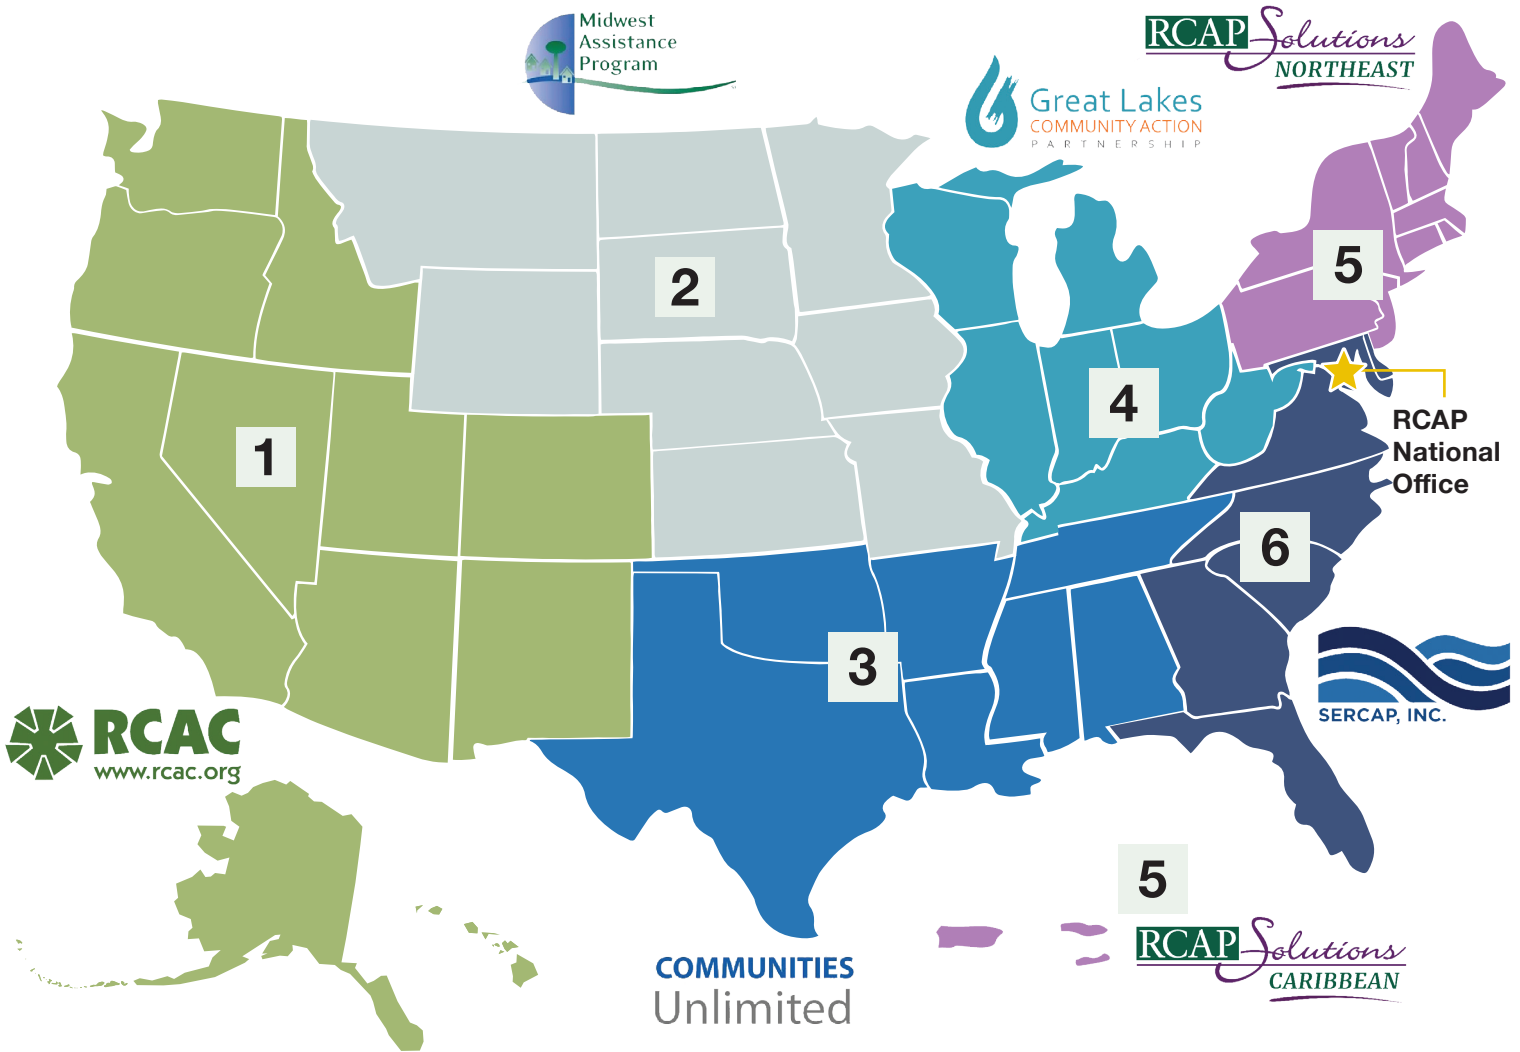 Midwest
Assistance
Program
RCAP Solutions
NORTHEAST
Great Lakes
COMMUNITY ACTION
PARTNERSHIP
5
2
4
1
RCAP
National
Office
6
3
SERCAP, INC.
RCAC
www.rcac.org
5
RCAP Solutions
CARIBBEAN
COMMUNITIES
Unlimited